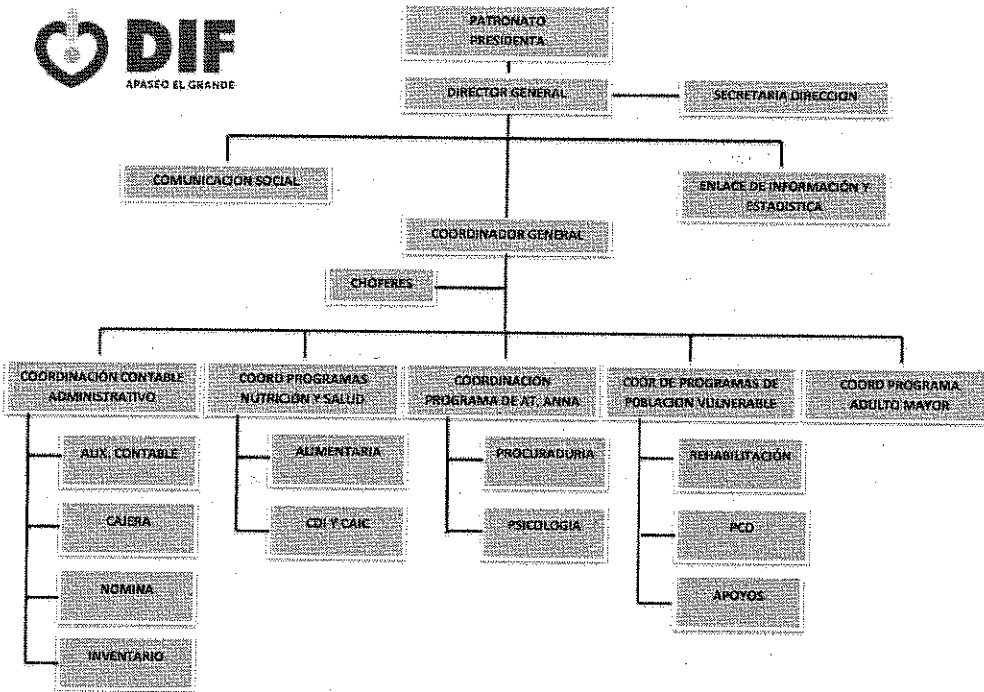 DIF
APASEO EL GRANDE
PATRONATO
PRESIDENTA
DIRECTOR GENERAL
SECRETARIA DIRECCION
COMUNICACION SOCIAL
ENLACE DE INFORMACIÓN Y
ESTADISTICA
COORDINADOR GENERAL
CHOFERES
COORDINACIÓN CONTABLE
ADMINISTRATIVO
COORD PROGRAMAS
NUTRICIÓN Y SALUD
COORDINACIÓN
PROGRAMA DE AT. ANNA
COOR DE PROGRAMAS DE
POBLACION VULNERABLE
COORD PROGRAMA
ADULTO MAYOR
AUX. CONTABLE
ALIMENTARIA
PROCURADURIA
REHABILITACIÓN
CAJERA
CDI Y CAIC
PSICOLOGIA
PCD
NOMINA
APOYOS
INVENTARIO